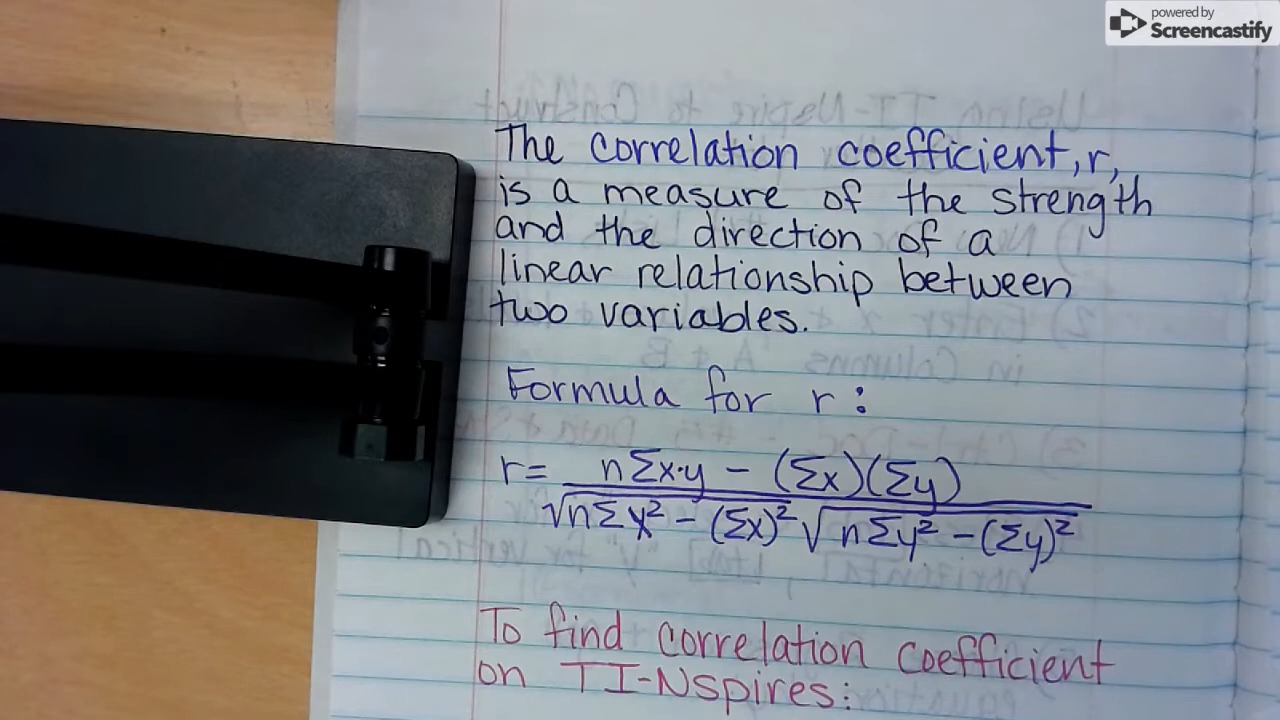 powered by
Screencastify
The correlation coefficient, r,
is a measure of the strength
and the direction of a
linear relationship between
two variables.
Formula for r:
r= nΣx·y - (Σx)(Σy)
√nΣx² - (Σx)² √nΣy² - (Σy)²
To find correlation coefficient
on TI-Nspires: